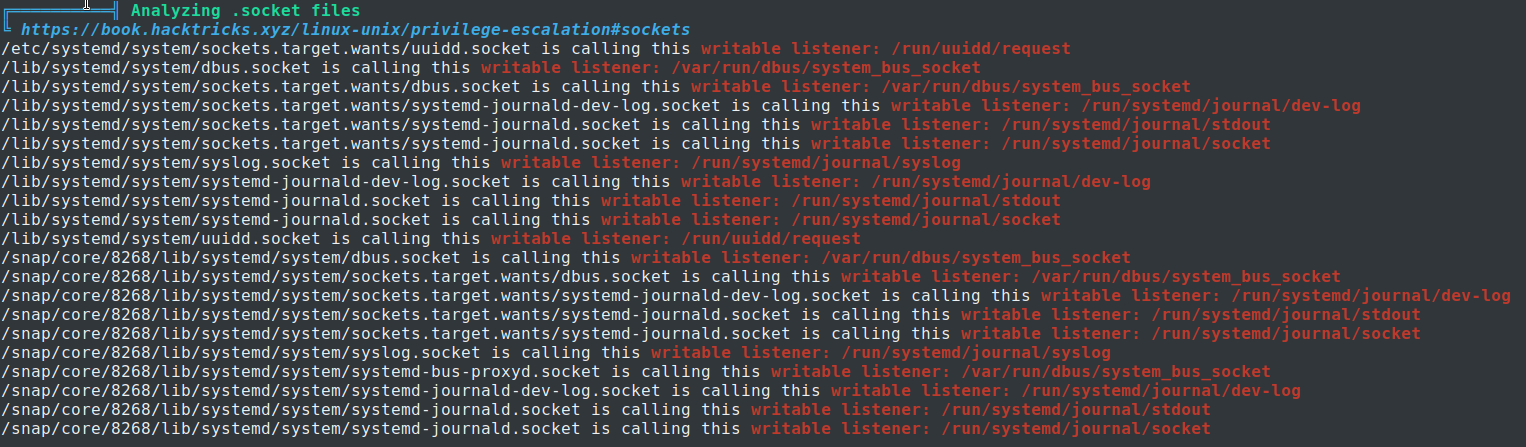 ╔══════════╣ Analyzing .socket files
╚ https://book.hacktricks.xyz/linux-unix/privilege-escalation#sockets
/etc/systemd/system/sockets.target.wants/uuidd.socket is calling this writable listener: /run/uuidd/request
/lib/systemd/system/dbus.socket is calling this writable listener: /var/run/dbus/system_bus_socket
/lib/systemd/system/sockets.target.wants/dbus.socket is calling this writable listener: /var/run/dbus/system_bus_socket
/lib/systemd/system/sockets.target.wants/systemd-journald-dev-log.socket is calling this writable listener: /run/systemd/journal/dev-log
/lib/systemd/system/sockets.target.wants/systemd-journald.socket is calling this writable listener: /run/systemd/journal/stdout
/lib/systemd/system/sockets.target.wants/systemd-journald.socket is calling this writable listener: /run/systemd/journal/socket
/lib/systemd/system/syslog.socket is calling this writable listener: /run/systemd/journal/syslog
/lib/systemd/system/systemd-journald-dev-log.socket is calling this writable listener: /run/systemd/journal/dev-log
/lib/systemd/system/systemd-journald.socket is calling this writable listener: /run/systemd/journal/stdout
/lib/systemd/system/systemd-journald.socket is calling this writable listener: /run/systemd/journal/socket
/lib/systemd/system/uuidd.socket is calling this writable listener: /run/uuidd/request
/snap/core/8268/lib/systemd/system/dbus.socket is calling this writable listener: /var/run/dbus/system_bus_socket
/snap/core/8268/lib/systemd/system/sockets.target.wants/dbus.socket is calling this writable listener: /var/run/dbus/system_bus_socket
/snap/core/8268/lib/systemd/system/sockets.target.wants/systemd-journald-dev-log.socket is calling this writable listener: /run/systemd/journal/dev-log
/snap/core/8268/lib/systemd/system/sockets.target.wants/systemd-journald.socket is calling this writable listener: /run/systemd/journal/stdout
/snap/core/8268/lib/systemd/system/sockets.target.wants/systemd-journald.socket is calling this writable listener: /run/systemd/journal/socket
/snap/core/8268/lib/systemd/system/syslog.socket is calling this writable listener: /run/systemd/journal/syslog
/snap/core/8268/lib/systemd/system/systemd-bus-proxyd.socket is calling this writable listener: /var/run/dbus/system_bus_socket
/snap/core/8268/lib/systemd/system/systemd-journald-dev-log.socket is calling this writable listener: /run/systemd/journal/dev-log
/snap/core/8268/lib/systemd/system/systemd-journald.socket is calling this writable listener: /run/systemd/journal/stdout
/snap/core/8268/lib/systemd/system/systemd-journald.socket is calling this writable listener: /run/systemd/journal/socket